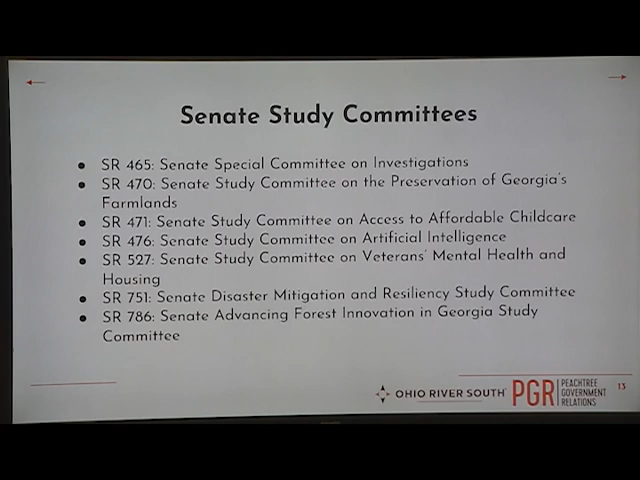 Senate Study Committees
● SR 465: Senate Special Committee on Investigations
● SR 470: Senate Study Committee on the Preservation of Georgia's
Farmlands
● SR 471: Senate Study Committee on Access to Affordable Childcare
● SR 476: Senate Study Committee on Artificial Intelligence
● SR 527: Senate Study Committee on Veterans' Mental Health and
Housing
● SR 751: Senate Disaster Mitigation and Resiliency Study Committee
● SR 786: Senate Advancing Forest Innovation in Georgia Study
Committee
OHIO RIVER SOUTH
PGR
PEACHTREE
GOVERNMENT
RELATIONS
13